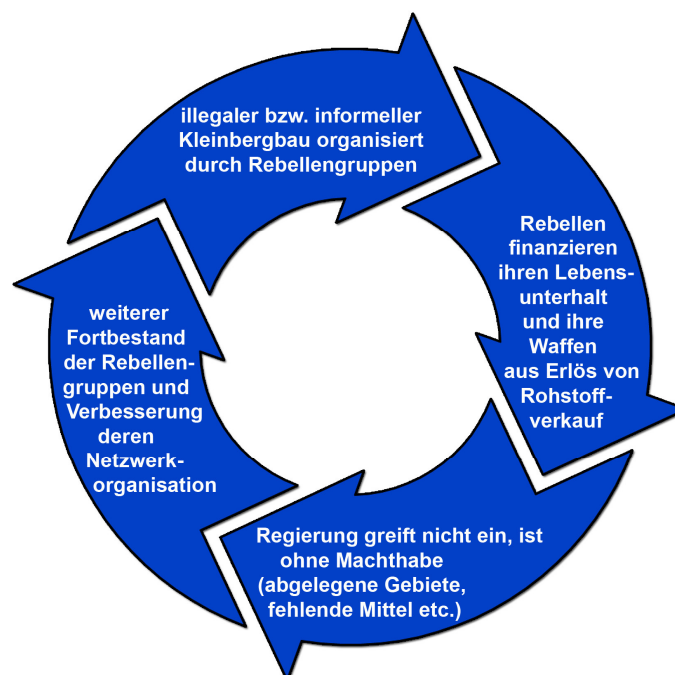 illegaler bzw. informeller
Kleinbergbau organisiert
durch Rebellengruppen
Rebellen
finanzieren
ihren Lebens-
unterhalt
und ihre
Waffen
aus Erlös von
Rohstoff-
verkauf
Regierung greift nicht ein, ist
ohne Machthabe
(abgelegene Gebiete,
fehlende Mittel etc.)
weiterer
Fortbestand
der Rebellen-
gruppen und
Verbesserung
deren
Netzwerk-
organisation